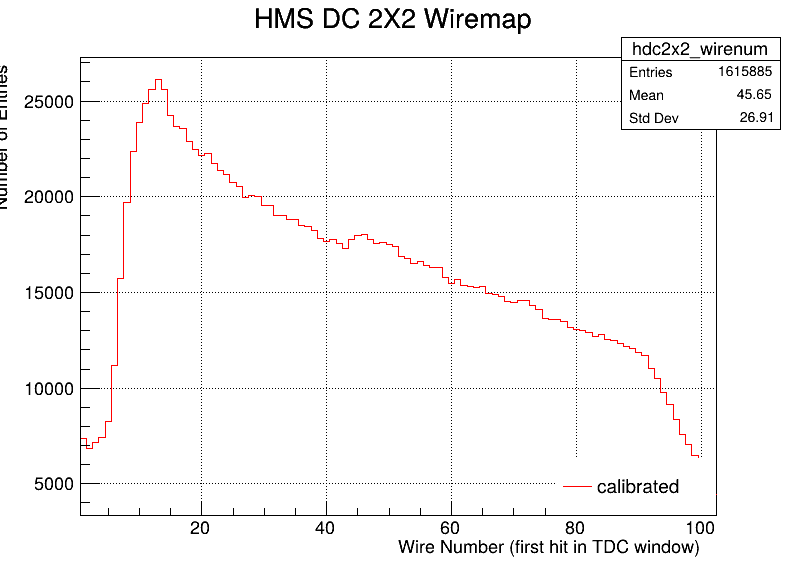 HMS DC 2X2 Wiremap
hdc2x2_wirenum
Entries 1615885
Mean 45.65
Std Dev 26.91
Number of Entries
25000
20000
15000
10000
5000
calibrated
20 40 60 80 100
Wire Number (first hit in TDC window)